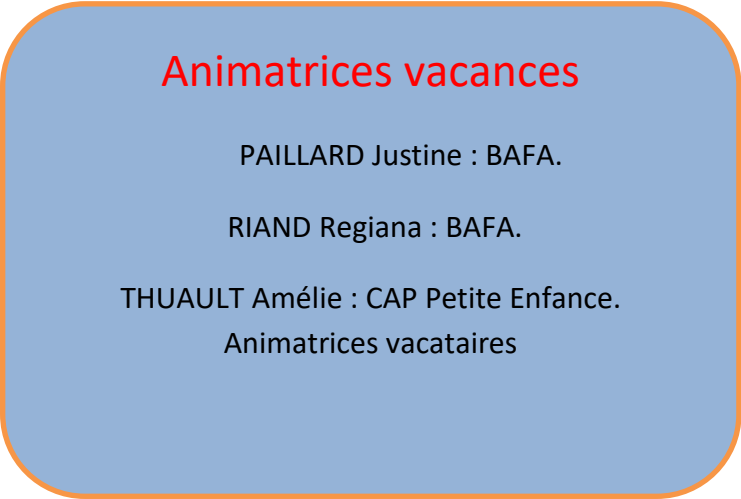 Animatrices vacances
PAILLARD Justine : BAFA.
RIAND Regiana : BAFA.
THUAULT Amélie : CAP Petite Enfance.
Animatrices vacataires